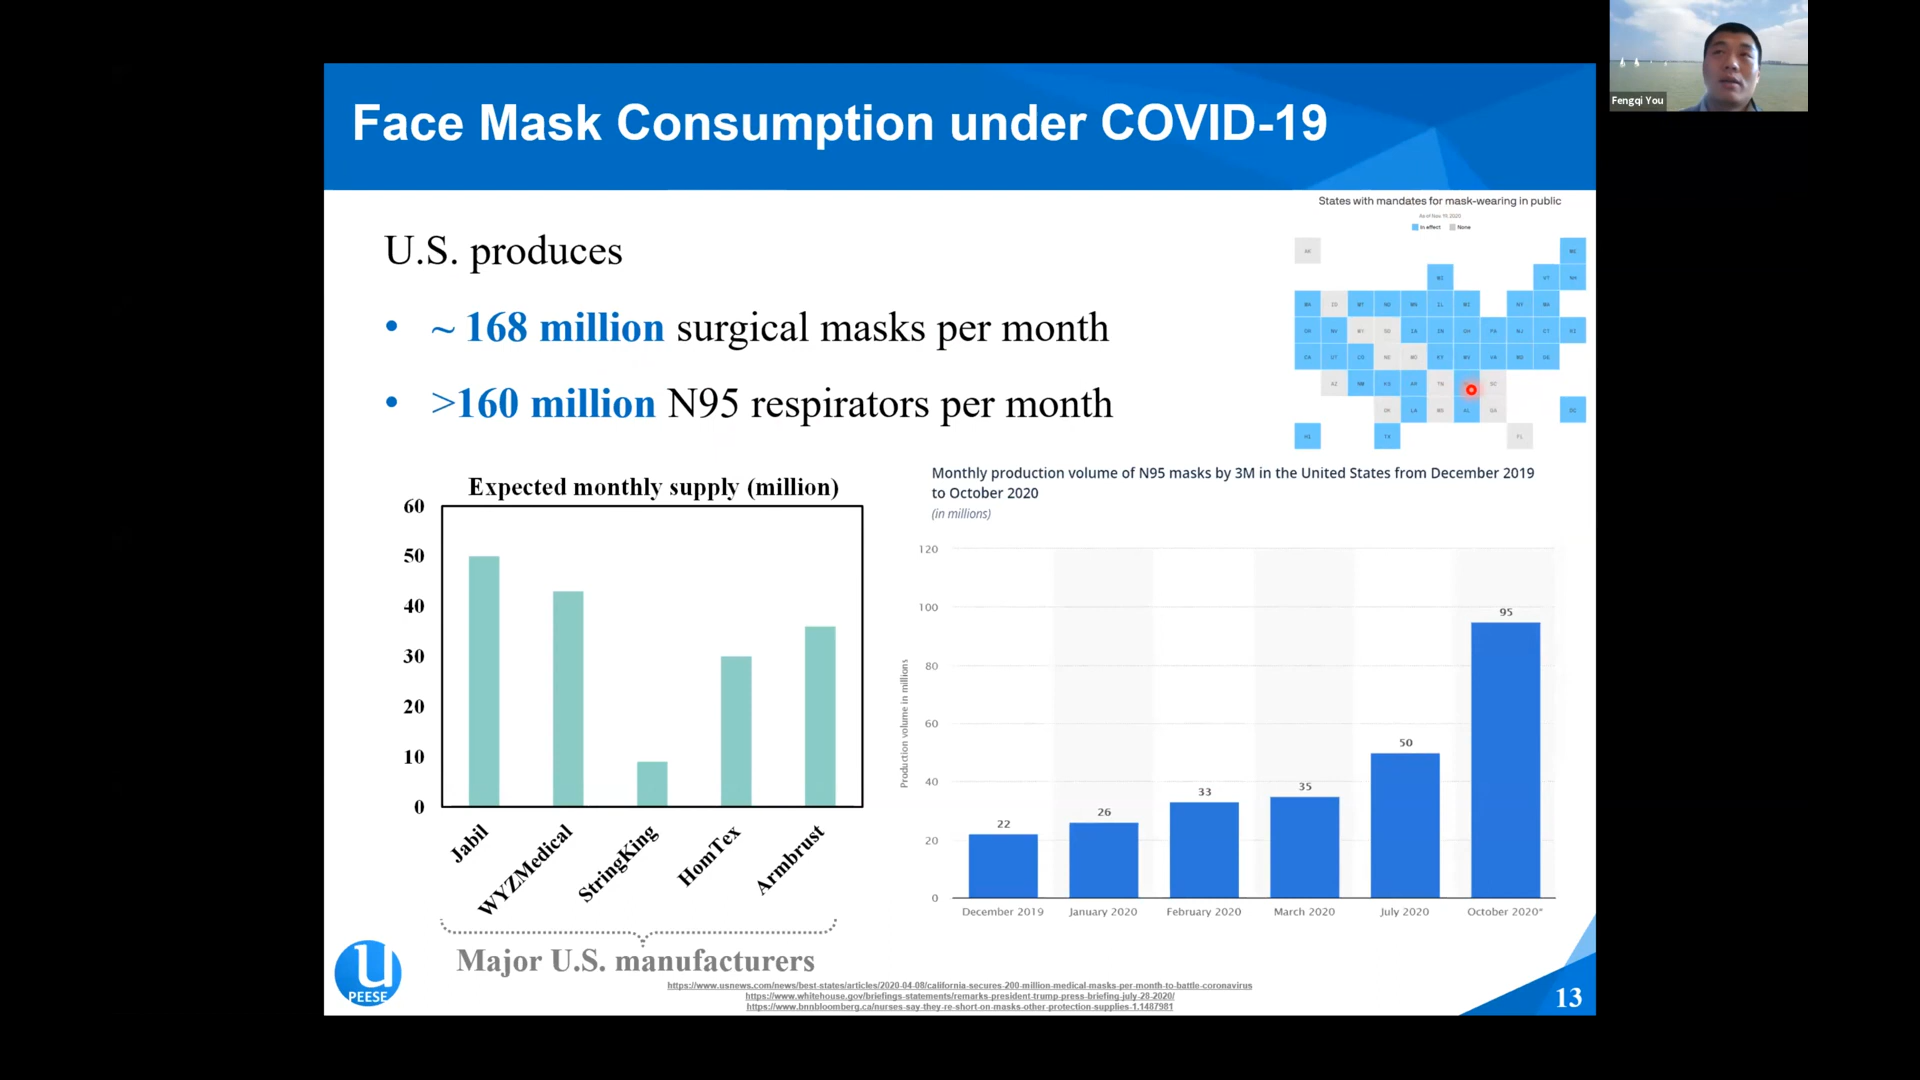 Face Mask Consumption under COVID-19
Fengqi You
U.S. produces
• ~ 168 million surgical masks per month
• >160 million N95 respirators per month
States with mandates for mask-wearing in public
As of Nov 19, 2020
In effect None
Expected monthly supply (million)
60
50
40
30
20
10
0
Jabil
WYZMedical
StringKing
HomTex
Armbrust
Major U.S. manufacturers
Monthly production volume of N95 masks by 3M in the United States from December 2019
to October 2020
(in millions)
Production volume in millions
120
100
80
60
40
20
0
22
26
33
35
50
95
December 2019
January 2020
February 2020
March 2020
July 2020
October 2020*
u
PEESE
https://www.usnews.com/news/best-states/articles/2020-04-08/california-secures-200-million-medical-masks-per-month-to-battle-coronavirus
https://www.whitehouse.gov/briefings-statements/remarks-president-trump-press-briefing-july-28-2020/
https://www.bnnbloomberg.ca/nurses-say-they-re-short-on-masks-other-protection-supplies-1.1487981
13